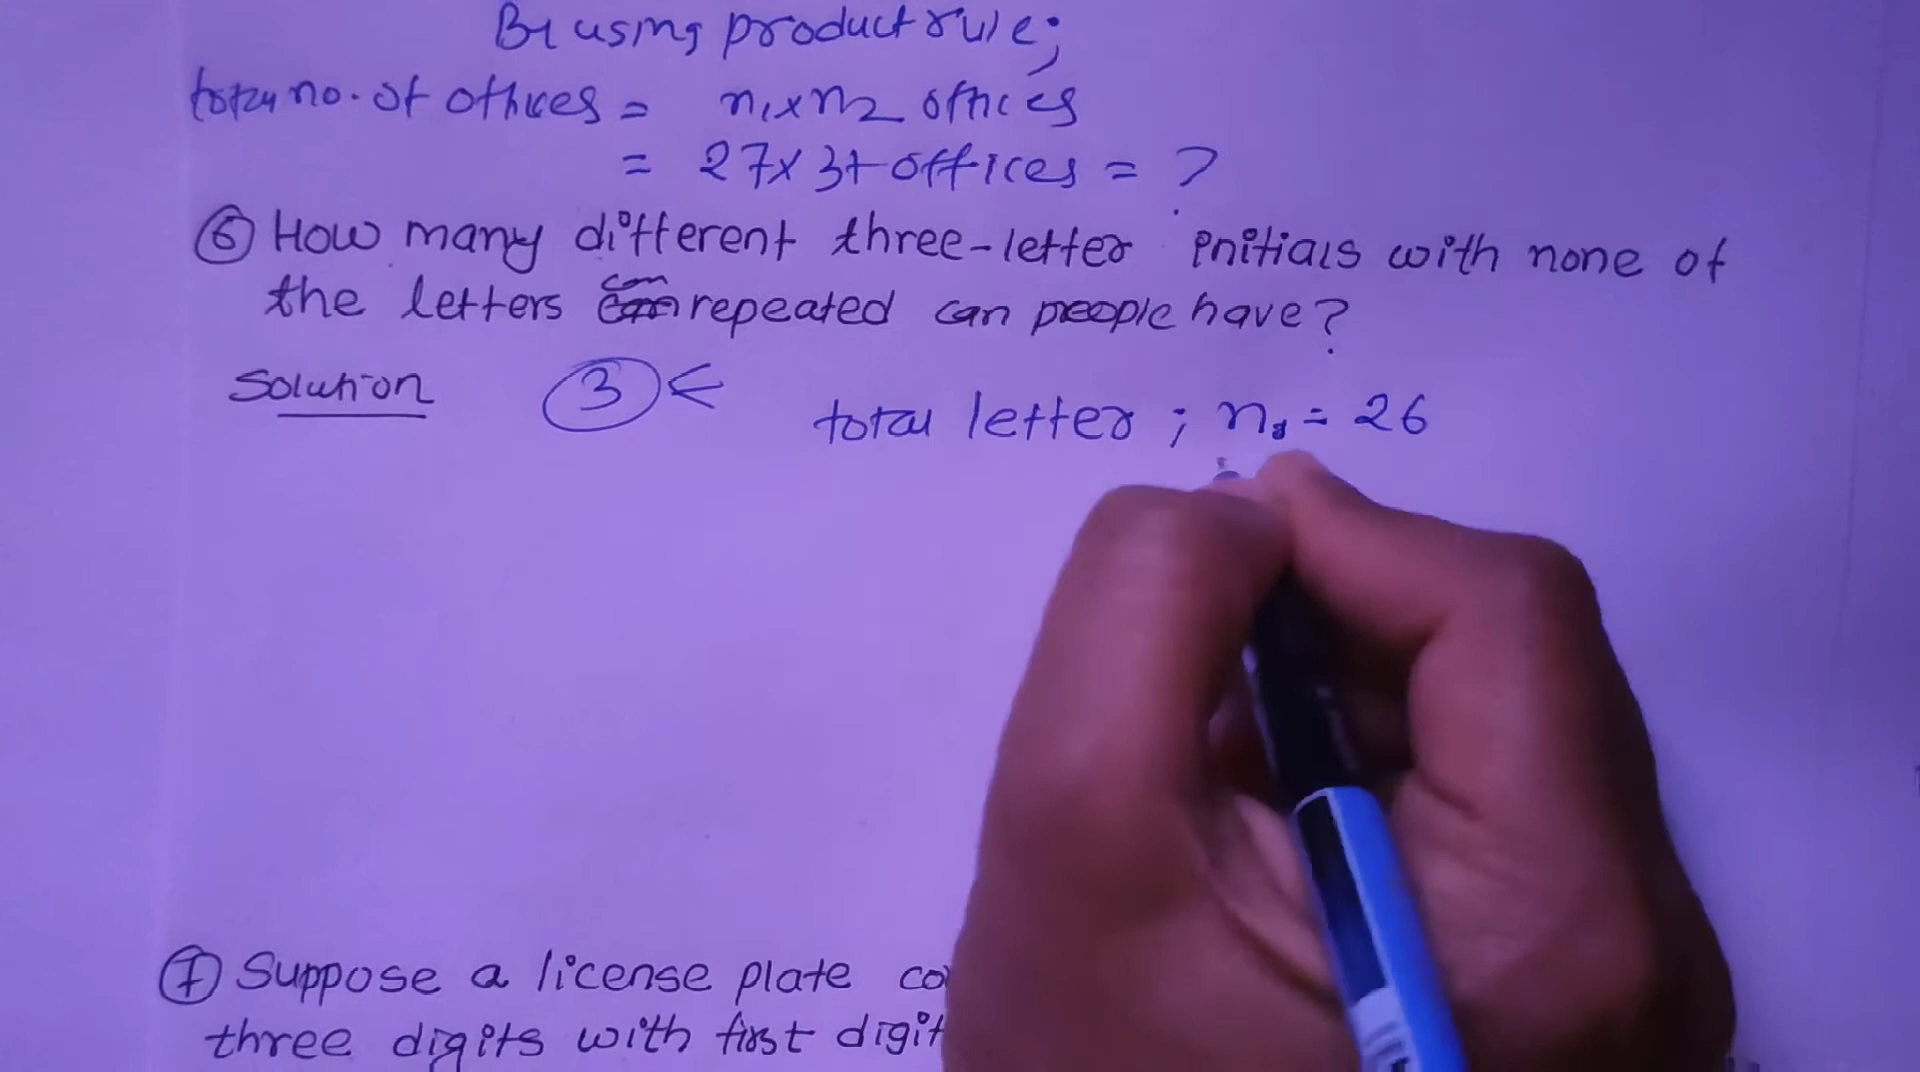 By using product rule;
total no. of offices = n1 x n2 offices
= 27 x 37 offices = ?
⑥ How many different three-letter initials with none of
the letters can repeated can people have?
Solution ③ ← total letter ; n1 = 26
⑦ Suppose a license plate co
three digits with first digit